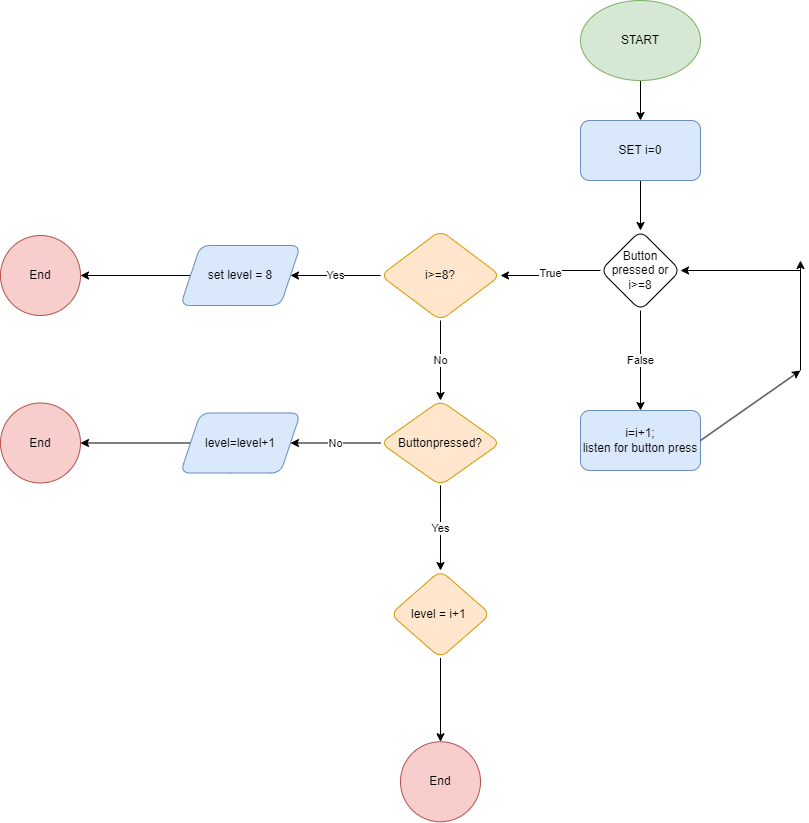 START
SET i=0
Button
pressed or
i>=8
True
i>=8?
Yes
set level = 8
End
No
False
i=i+1;
listen for button press
Buttonpressed?
No
level=level+1
End
Yes
level = i+1
End